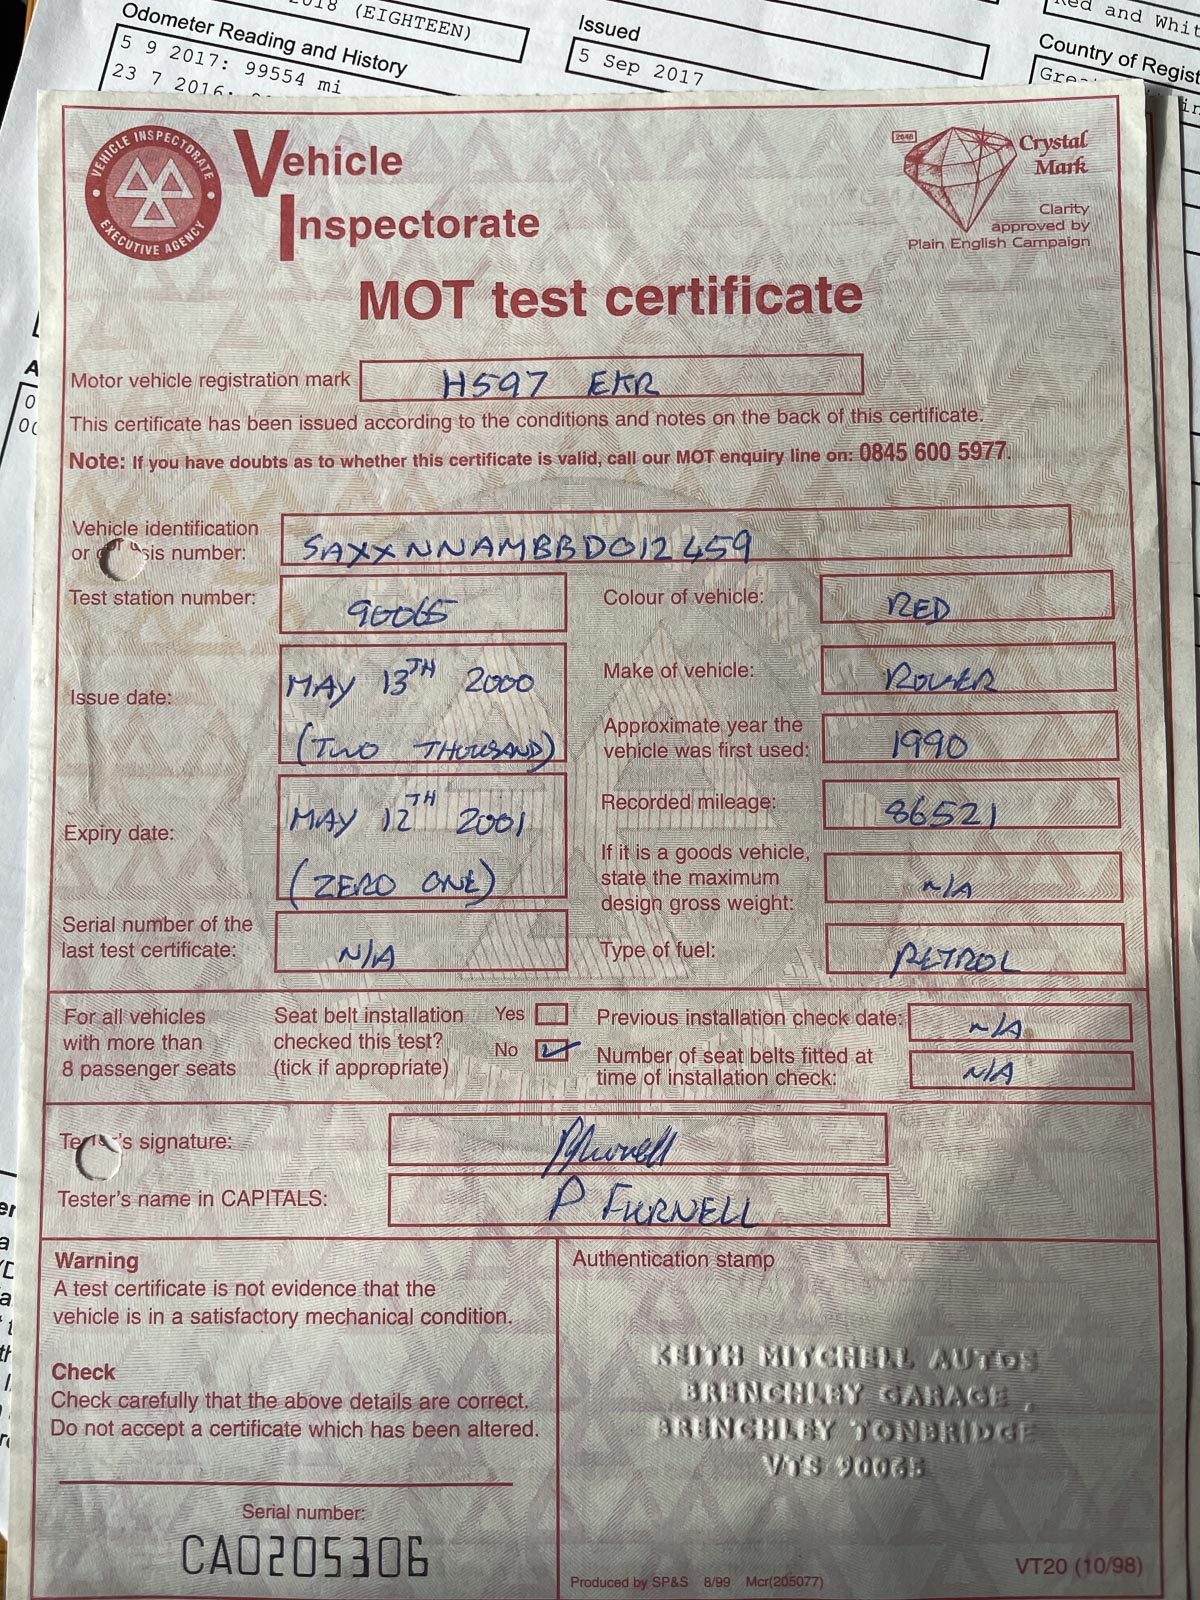 (EIGHTEEN)
Odometer Reading and History
5 9 2017: 99554 mi
23 7 2016:
Issued
5 Sep 2017
Red and Whit
Country of Regist
VEHICLE INSPECTORATE
EXECUTIVE AGENCY
Vehicle
Inspectorate
2648
Crystal
Mark
Clarity
approved by
Plain English Campaign
MOT test certificate
Motor vehicle registration mark H597 EKR
This certificate has been issued according to the conditions and notes on the back of this certificate.
Note: If you have doubts as to whether this certificate is valid, call our MOT enquiry line on: 0845 600 5977.
Vehicle identification
or sis number: SAXXNNAMBBD012459
Test station number: 90065
Colour of vehicle: RED
Issue date: MAY 13TH 2000
(TWO THOUSAND)
Make of vehicle: ROVER
Approximate year the
vehicle was first used: 1990
Expiry date: MAY 12TH 2001
(ZERO ONE)
Recorded mileage: 86521
If it is a goods vehicle,
state the maximum
design gross weight: N/A
Serial number of the
last test certificate: N/A
Type of fuel: PETROL
For all vehicles
with more than
8 passenger seats
Seat belt installation
checked this test?
(tick if appropriate)
Yes
No
Previous installation check date: N/A
Number of seat belts fitted at
time of installation check: N/A
Tester's signature: PFurnell
Tester's name in CAPITALS: P FURNELL
Warning
A test certificate is not evidence that the
vehicle is in a satisfactory mechanical condition.
Check
Check carefully that the above details are correct.
Do not accept a certificate which has been altered.
Serial number:
CA0205306
Authentication stamp
KEITH MITCHELL AUTOS
BRENCHLEY GARAGE,
BRENCHLEY TONBRIDGE
VTS 90065
Produced by SP&S 8/99 Mcr(205077)
VT20 (10/98)